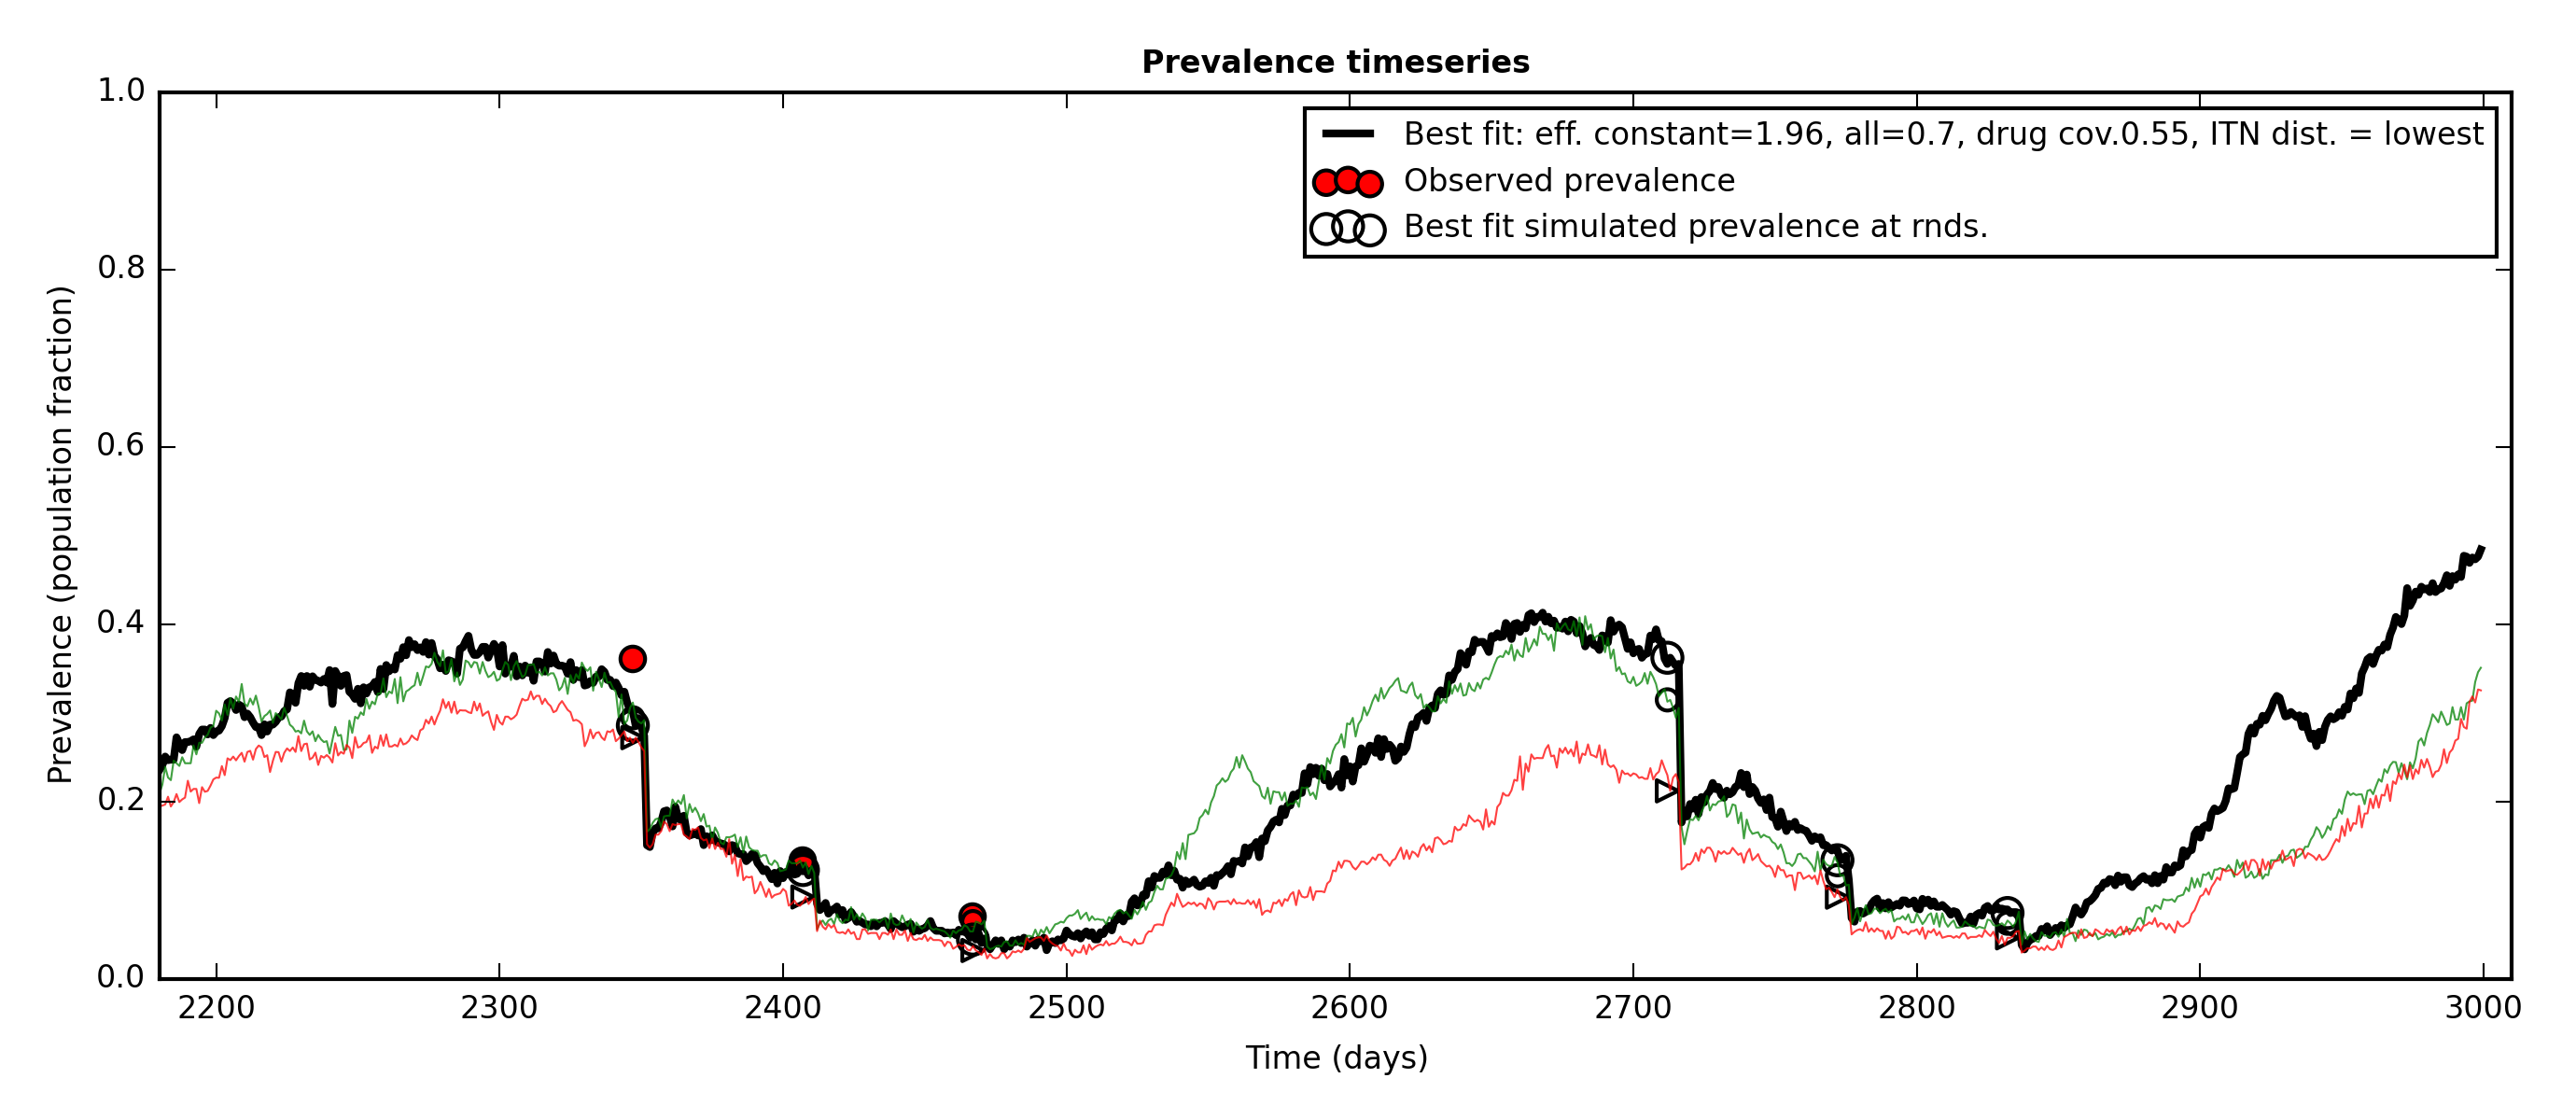 Prevalence timeseries
1.0
Best fit: eff. constant=1.96, all=0.7, drug cov.0.55, ITN dist. = lowest
Observed prevalence
Best fit simulated prevalence at rnds.
0.8
0.6
0.4
0.2
0.0
Prevalence (population fraction)
2200 2300 2400 2500 2600 2700 2800 2900 3000
Time (days)